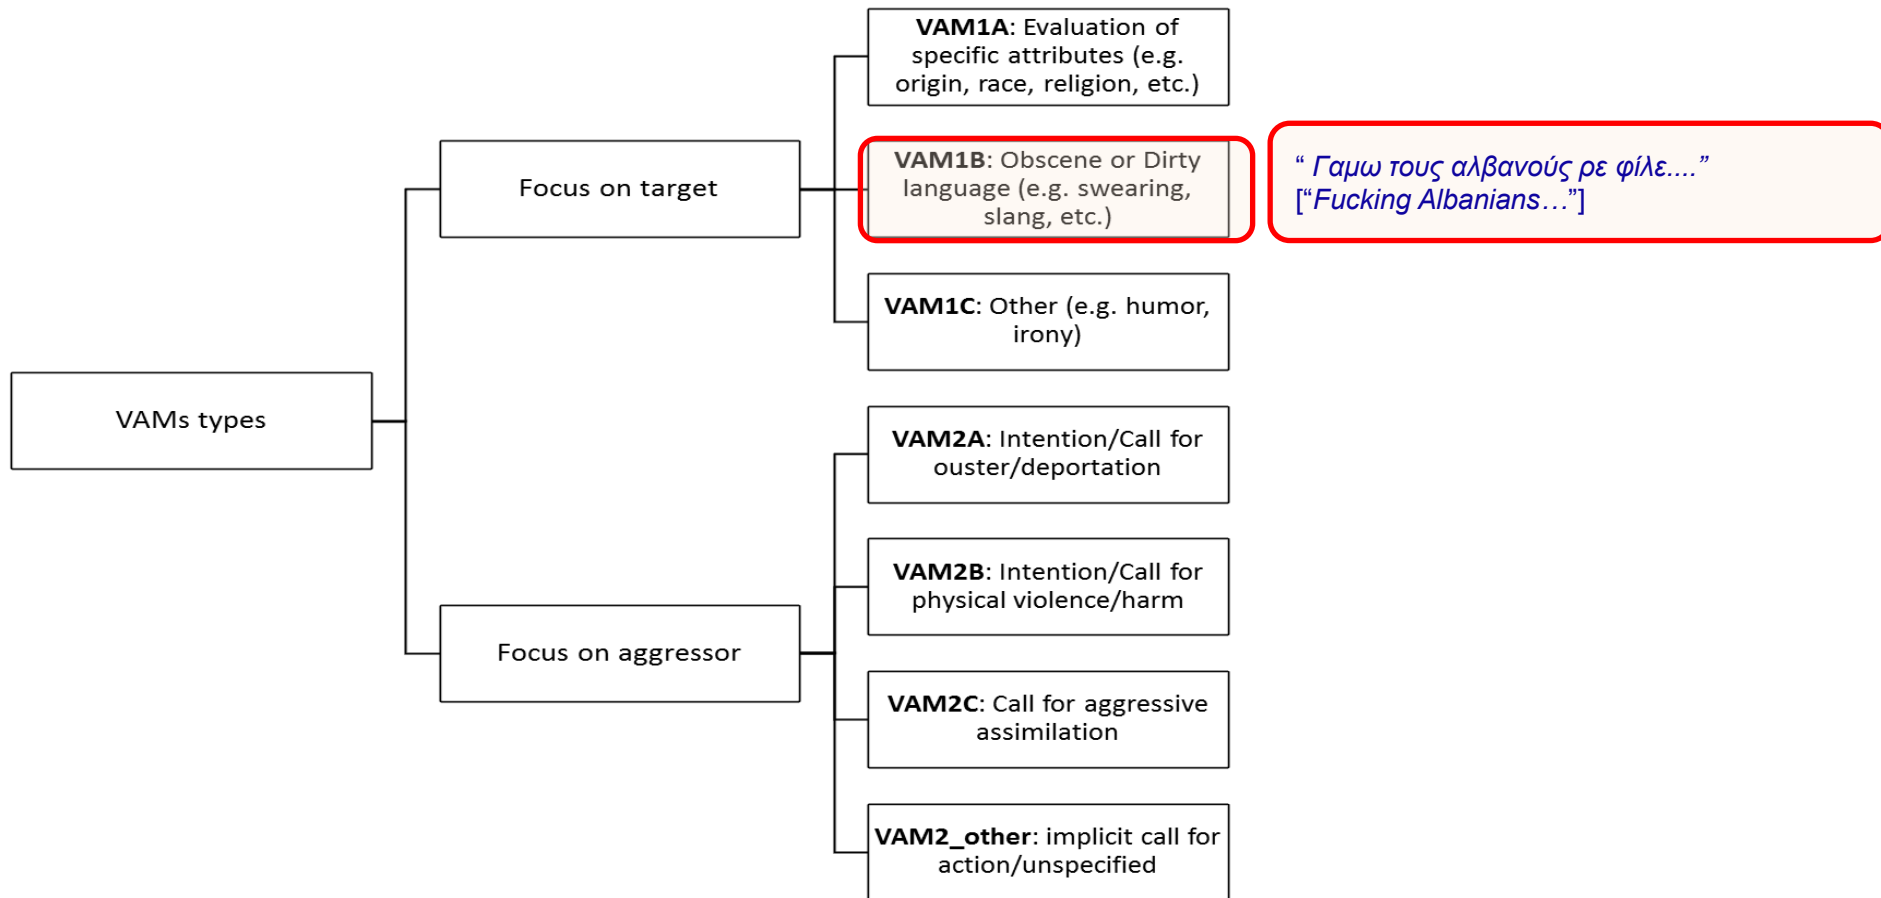 VAMs types
Focus on target
VAM1A: Evaluation of
specific attributes (e.g.
origin, race, religion, etc.)
VAM1B: Obscene or Dirty
language (e.g. swearing,
slang, etc.)
“ Γαμω τους αλβανούς ρε φίλε....”
[“Fucking Albanians…”]
VAM1C: Other (e.g. humor,
irony)
Focus on aggressor
VAM2A: Intention/Call for
ouster/deportation
VAM2B: Intention/Call for
physical violence/harm
VAM2C: Call for aggressive
assimilation
VAM2_other: implicit call for
action/unspecified